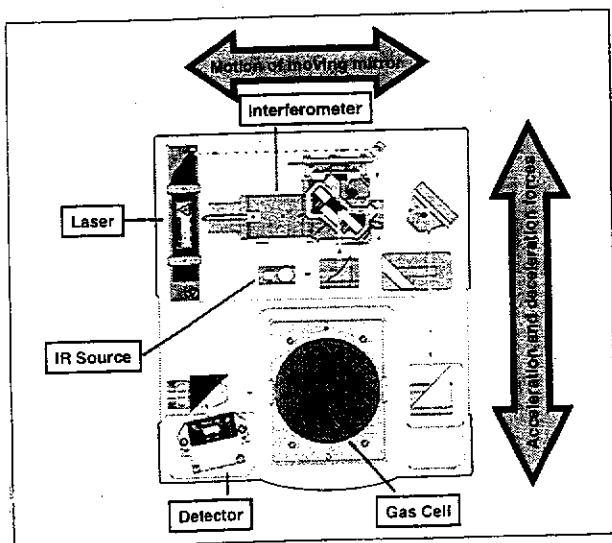 Motion of moving mirror
Interferometer
Laser
IR Source
Acceleration and deceleration forces
Detector
Gas Cell